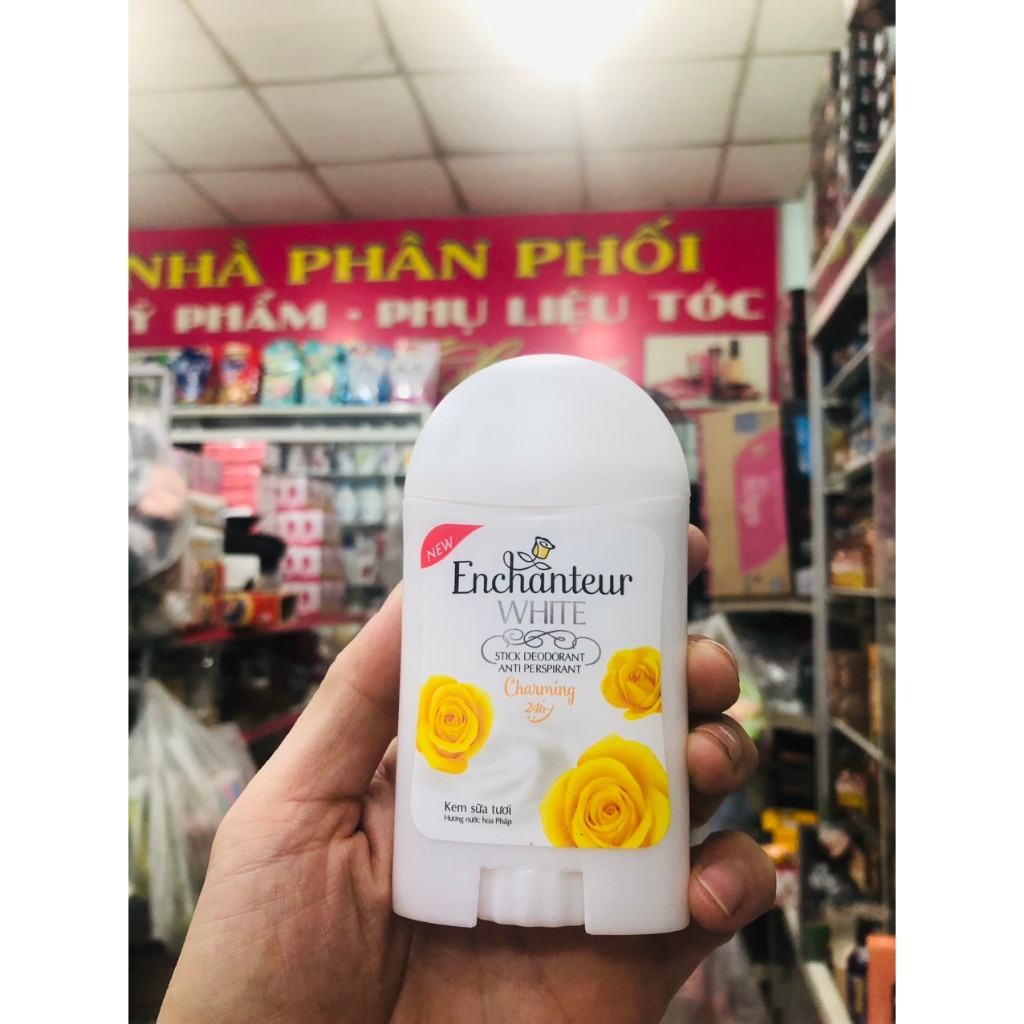 NHÀ PHÂN PHỐI
Ỹ PHẨM - PHỤ LIỆU TÓC
NEW
Enchanteur
WHITE
STICK DEODORANT
ANTI PERSPIRANT
Charming
24h
Kem sữa tươi
Hương nước hoa Pháp